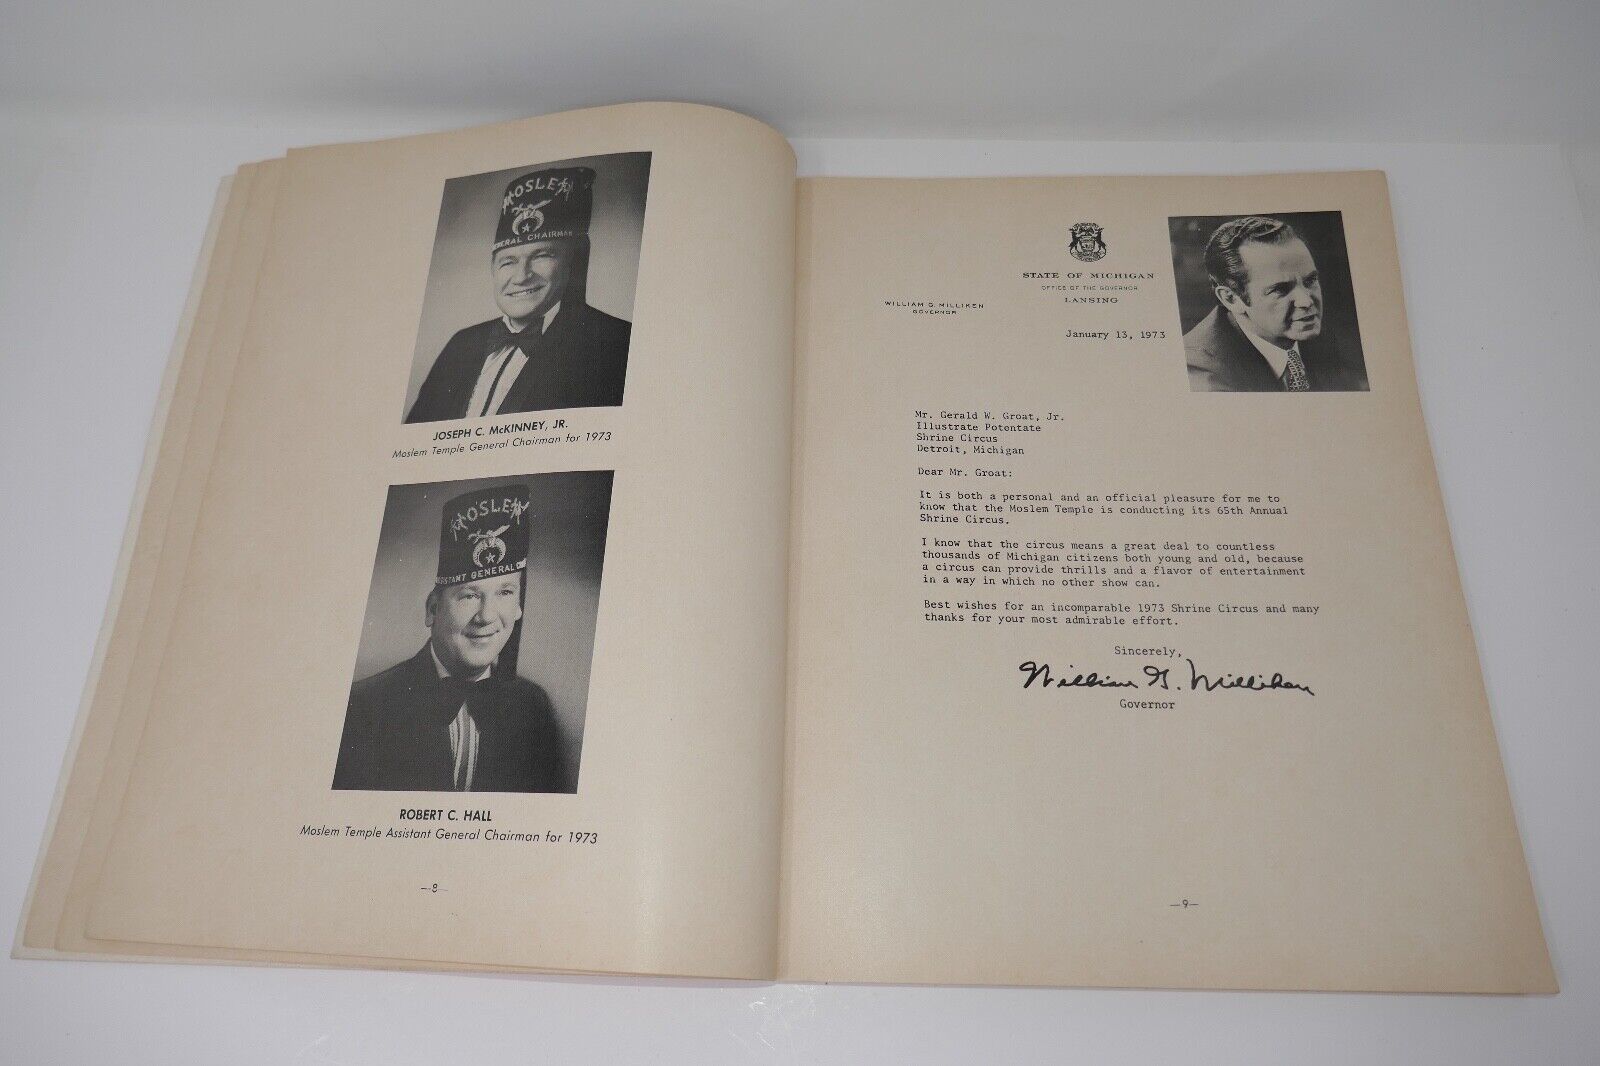 MOSLEM
GENERAL CHAIRMAN
JOSEPH C. McKINNEY, JR.
Moslem Temple General Chairman for 1973
MOSLEM
ASSISTANT GENERAL
ROBERT C. HALL
Moslem Temple Assistant General Chairman for 1973
—8—
STATE OF MICHIGAN
OFFICE OF THE GOVERNOR
LANSING
WILLIAM G. MILLIKEN
GOVERNOR
January 13, 1973
Mr. Gerald W. Groat, Jr.
Illustrate Potentate
Shrine Circus
Detroit, Michigan
Dear Mr. Groat:
It is both a personal and an official pleasure for me to
know that the Moslem Temple is conducting its 65th Annual
Shrine Circus.
I know that the circus means a great deal to countless
thousands of Michigan citizens both young and old, because
a circus can provide thrills and a flavor of entertainment
in a way in which no other show can.
Best wishes for an incomparable 1973 Shrine Circus and many
thanks for your most admirable effort.
Sincerely,
William G. Milliken
Governor
—9—